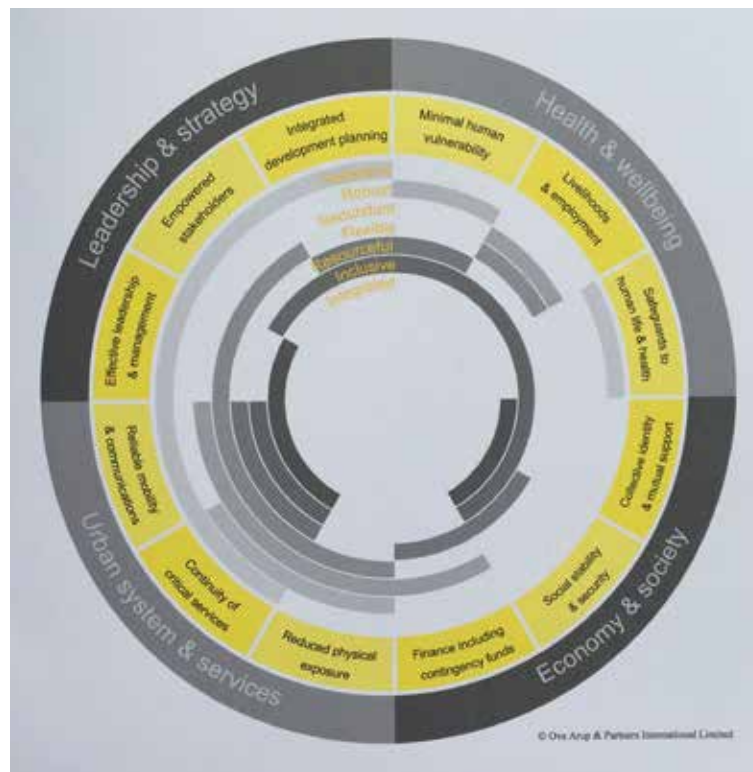 Leadership & strategy
Health & wellbeing
Economy & society
Urban system & services
Integrated
development planning
Minimal human
vulnerability
Livelihoods
& employment
Safeguards to
human life & health
Collective identity
& mutual support
Social stability
& security
Finance including
contingency funds
Reduced physical
exposure
Continuity of
critical services
Reliable mobility
& communications
Effective leadership
& management
Empowered
stakeholders
Robust
Flexible
Resourceful
Inclusive
Integrated
© Ove Arup & Partners International Limited